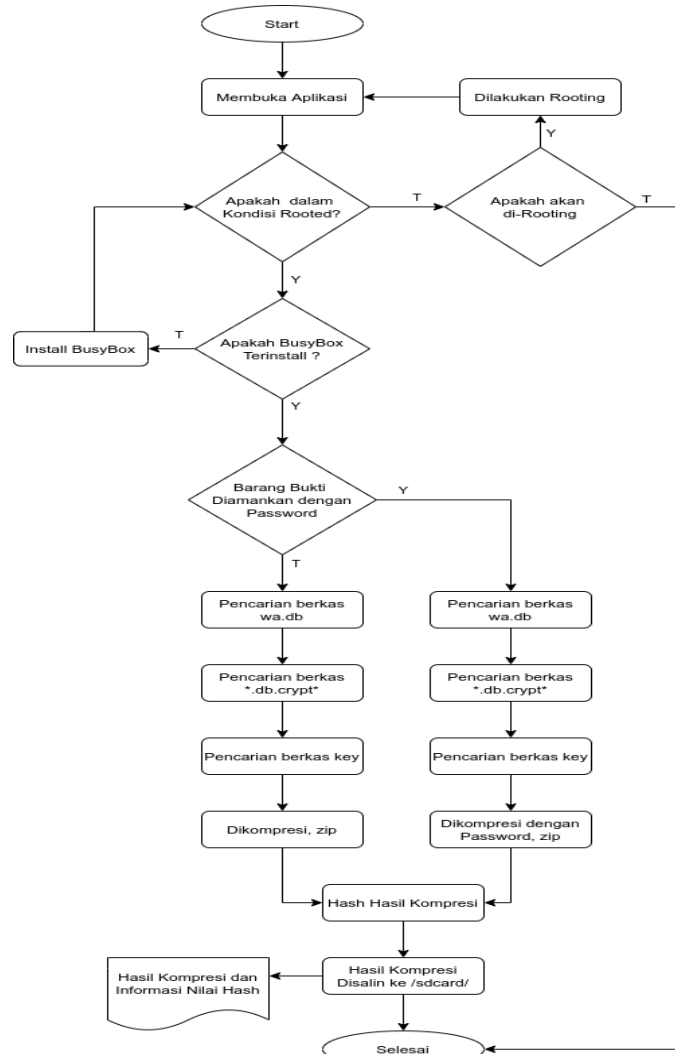 Start
Membuka Aplikasi
Dilakukan Rooting
Y
Apakah dalam
Kondisi Rooted?
T
Apakah akan
di-Rooting
T
Y
Install BusyBox
T
Apakah BusyBox
Terinstall ?
Y
Barang Bukti
Diamankan dengan
Password
Y
T
Pencarian berkas
wa.db
Pencarian berkas
wa.db
Pencarian berkas
*.db.crypt*
Pencarian berkas
*.db.crypt*
Pencarian berkas key
Pencarian berkas key
Dikompresi, zip
Dikompresi dengan
Password, zip
Hash Hasil Kompresi
Hasil Kompresi dan
Informasi Nilai Hash
Hasil Kompresi
Disalin ke /sdcard/
Selesai